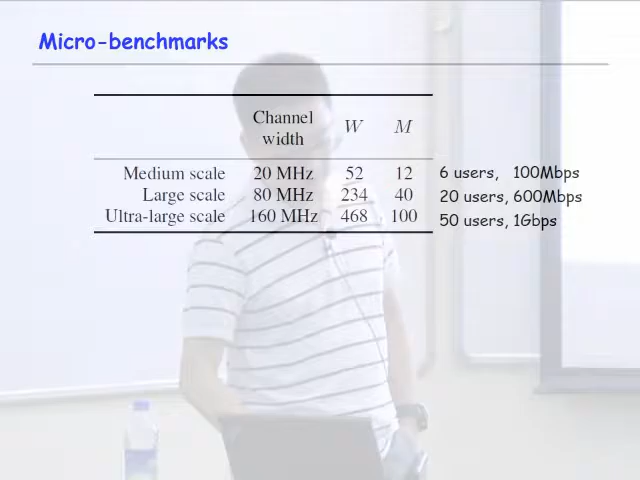 Micro-benchmarks
Channel width W M
Medium scale 20 MHz 52 12 6 users, 100Mbps
Large scale 80 MHz 234 40 20 users, 600Mbps
Ultra-large scale 160 MHz 468 100 50 users, 1Gbps